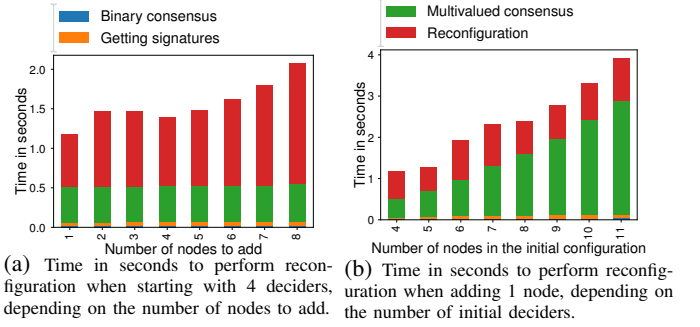 Binary consensus
Getting signatures
Multivalued consensus
Reconfiguration
Time in seconds
2.0
1.5
1.0
0.5
0.0
1 2 3 4 5 6 7 8
Number of nodes to add
Time in seconds
4
3
2
1
0
4 5 6 7 8 9 10 11
Number of nodes in the initial configuration
(a) Time in seconds to perform recon-
figuration when starting with 4 deciders,
depending on the number of nodes to add.
(b) Time in seconds to perform reconfig-
uration when adding 1 node, depending on
the number of initial deciders.